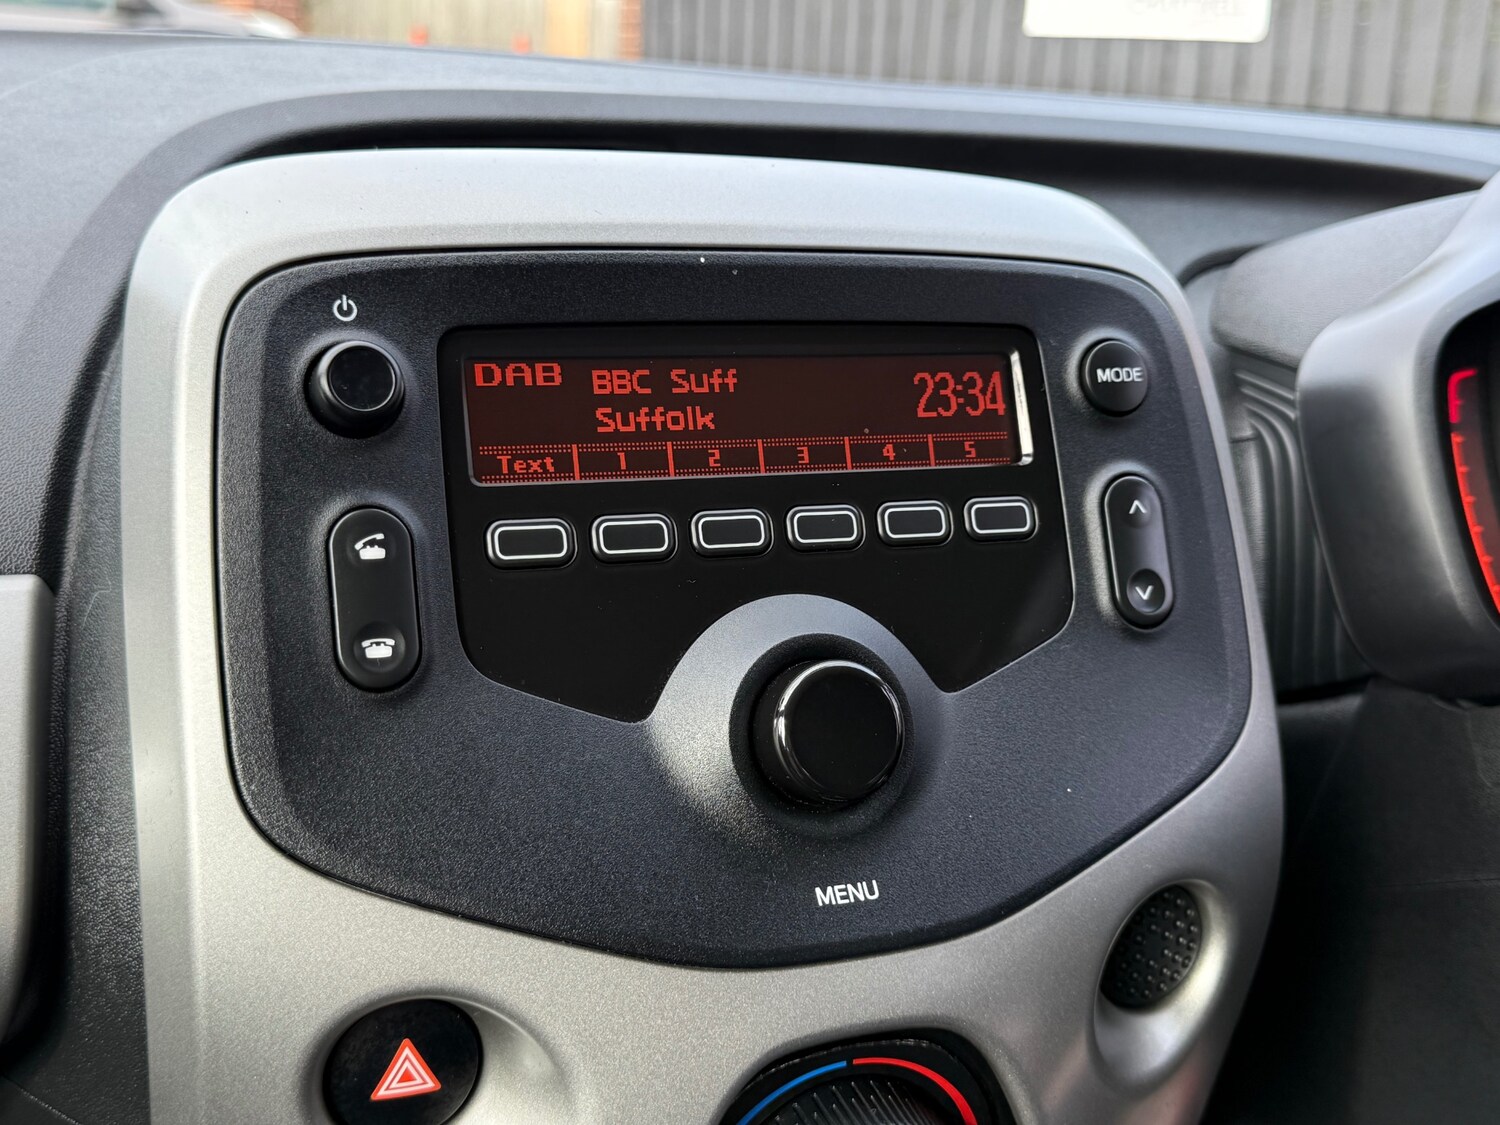 DAB BBC Suff 23:34
Suffolk
Text 1 2 3 4 5
MODE
MENU